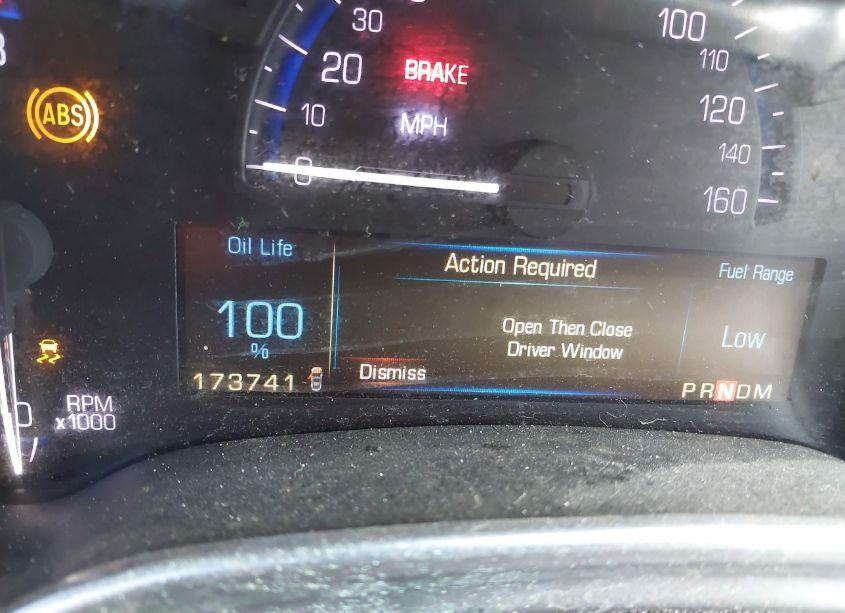 30
100
20
BRAKE
110
ABS
10
MPH
120
0
140
160
Oil Life
Action Required
Fuel Range
100
%
Open Then Close
Driver Window
Low
Dismiss
173741
PRNDM
0
RPM
x1000